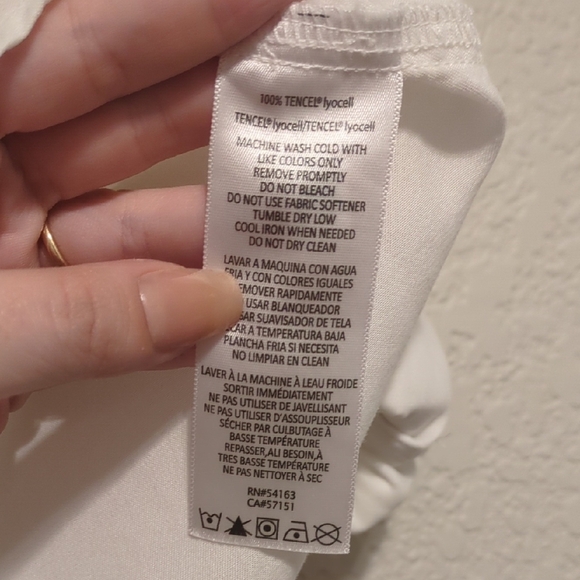 100% TENCEL® lyocell
TENCEL® lyocell/TENCEL® lyocell
MACHINE WASH COLD WITH
LIKE COLORS ONLY
REMOVE PROMPTLY
DO NOT BLEACH
DO NOT USE FABRIC SOFTENER
TUMBLE DRY LOW
COOL IRON WHEN NEEDED
DO NOT DRY CLEAN
LAVAR A MAQUINA CON AGUA
FRIA Y CON COLORES IGUALES
RAPIDAMENTE
USAR BLANQUEADOR
SUAVISADOR DE TELA
A TEMPERATURA BAJA
PLANCHA FRIA SI NECESITA
NO LIMPIAR EN CLEAN
LAVER À LA MACHINE À LEAU FROIDE
SORTIR IMMÉDIATEMENT
NE PAS UTILISER DE JAVELLISANT
NE PAS UTILISER D'ASSOUPLISSEUR
SÉCHER PAR CULBUTAGE À
BASSE TEMPÉRATURE
REPASSER,ALI BESOIN,À
TRES BASSE TEMPÉRATURE
NE PAS NETTOYER À SEC
RN#54163
CA#57151